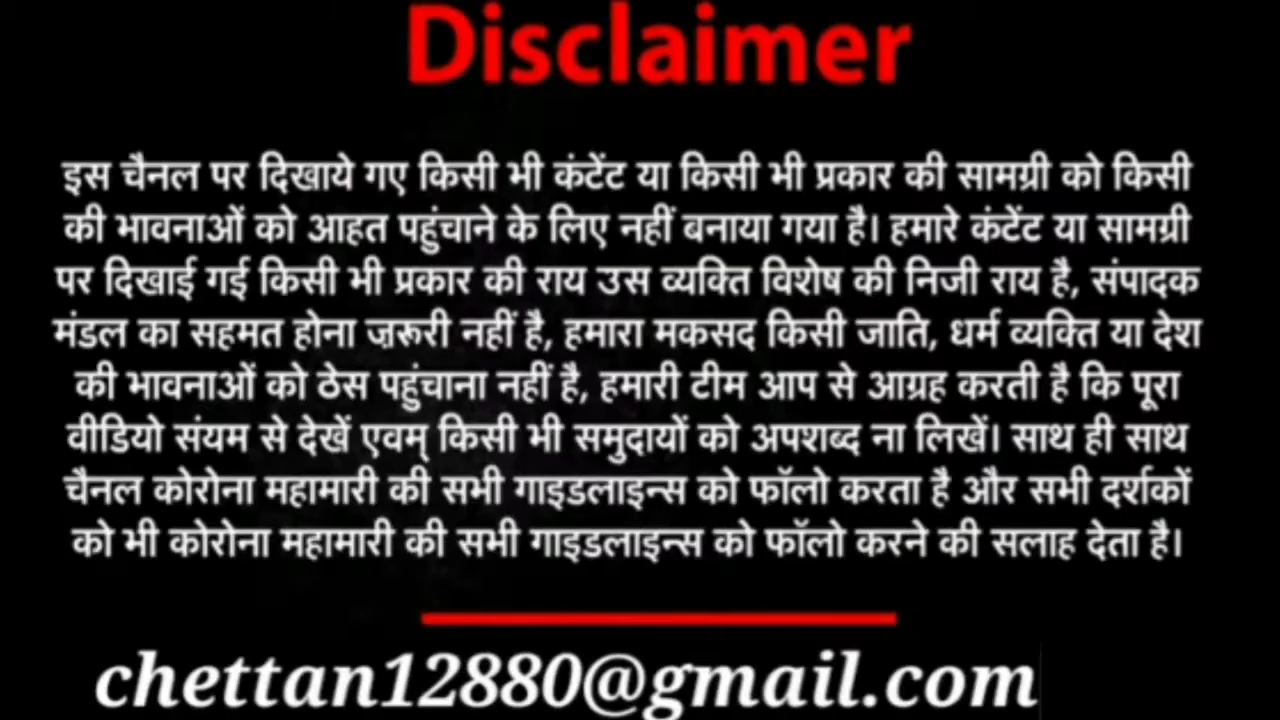 Disclaimer
इस चैनल पर दिखाये गए किसी भी कंटेंट या किसी भी प्रकार की सामग्री को किसी
की भावनाओं को आहत पहुंचाने के लिए नहीं बनाया गया है। हमारे कंटेंट या सामग्री
पर दिखाई गई किसी भी प्रकार की राय उस व्यक्ति विशेष की निजी राय है, संपादक
मंडल का सहमत होना ज़रूरी नहीं है, हमारा मकसद किसी जाति, धर्म व्यक्ति या देश
की भावनाओं को ठेस पहुंचाना नहीं है, हमारी टीम आप से आग्रह करती है कि पूरा
वीडियो संयम से देखें एवम् किसी भी समुदायों को अपशब्द ना लिखें। साथ ही साथ
चैनल कोरोना महामारी की सभी गाइडलाइन्स को फॉलो करता है और सभी दर्शकों
को भी कोरोना महामारी की सभी गाइडलाइन्स को फॉलो करने की सलाह देता है।
chettan12880@gmail.com